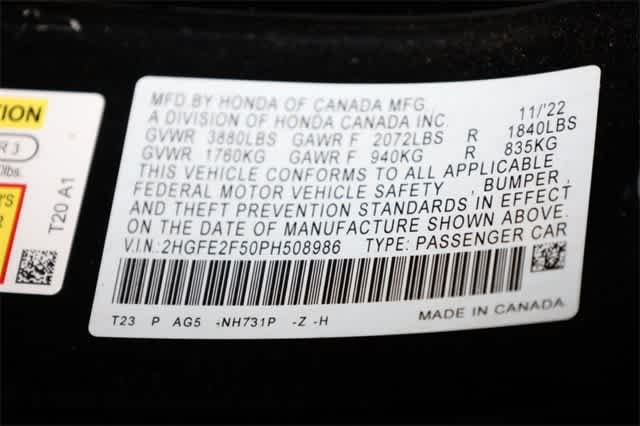 TION
R 3
lbs.
'S
T20 A1
MFD BY HONDA OF CANADA MFG., 11/'22
A DIVISION OF HONDA CANADA INC.
GVWR 3880LBS GAWR F 2072LBS R 1840LBS
GVWR 1760KG GAWR F 940KG R 835KG
THIS VEHICLE CONFORMS TO ALL APPLICABLE
FEDERAL MOTOR VEHICLE SAFETY , BUMPER ,
AND THEFT PREVENTION STANDARDS IN EFFECT
ON THE DATE OF MANUFACTURE SHOWN ABOVE.
V.I.N:2HGFE2F50PH508986 TYPE: PASSENGER CAR
T23 P AG5 -NH731P -Z -H MADE IN CANADA